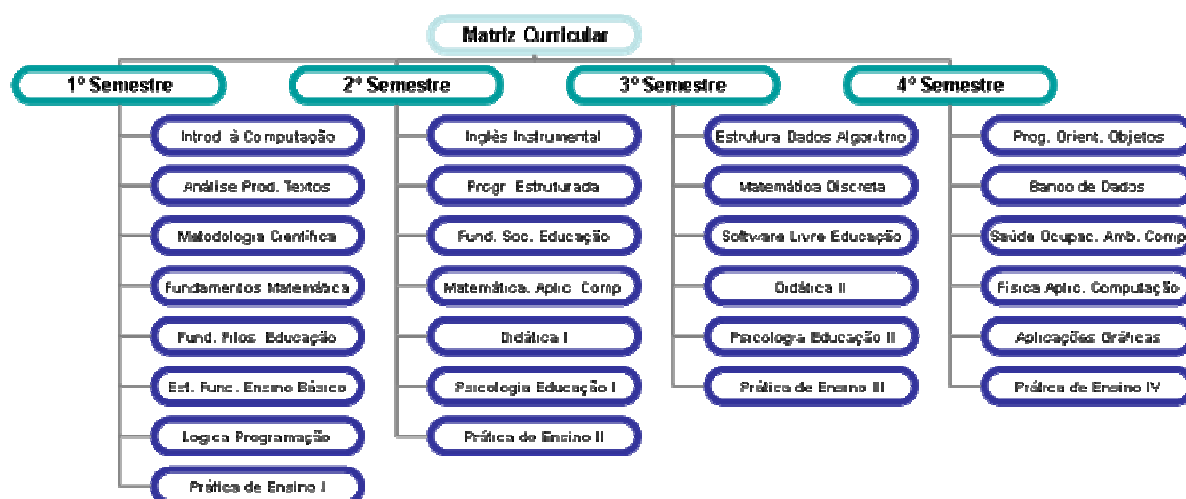 Matriz Curricular
1º Semestre
Introd. à Computação
Análise Prod. Textos
Metodologia Científica
Fundamentos Matemática
Fund. Filos. Educação
Est. Func. Ensino Básico
Logica Programação
Prática de Ensino I
2º Semestre
Inglês Instrumental
Progr. Estruturada
Fund. Soc. Educação
Matemática. Aplic. Comp
Didática I
Psicologia Educação I
Prática de Ensino II
3º Semestre
Estrutura Dados Algoritmo
Matemática Discreta
Software Livre Educação
Didática II
Psicologia Educação II
Prática de Ensino III
4º Semestre
Prog. Orient. Objetos
Banco de Dados
Saúde Ocupac. Amb. Comp
Física Aplic. Computação
Aplicações Gráficas
Prática de Ensino IV